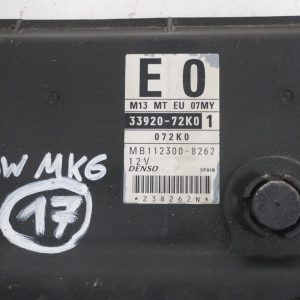 E 0
M13 MT EU 07MY
33920-72K0 1
072K0
MB112300-8262
12V
DENSO SPAIN
*238262N*
W MK6
17